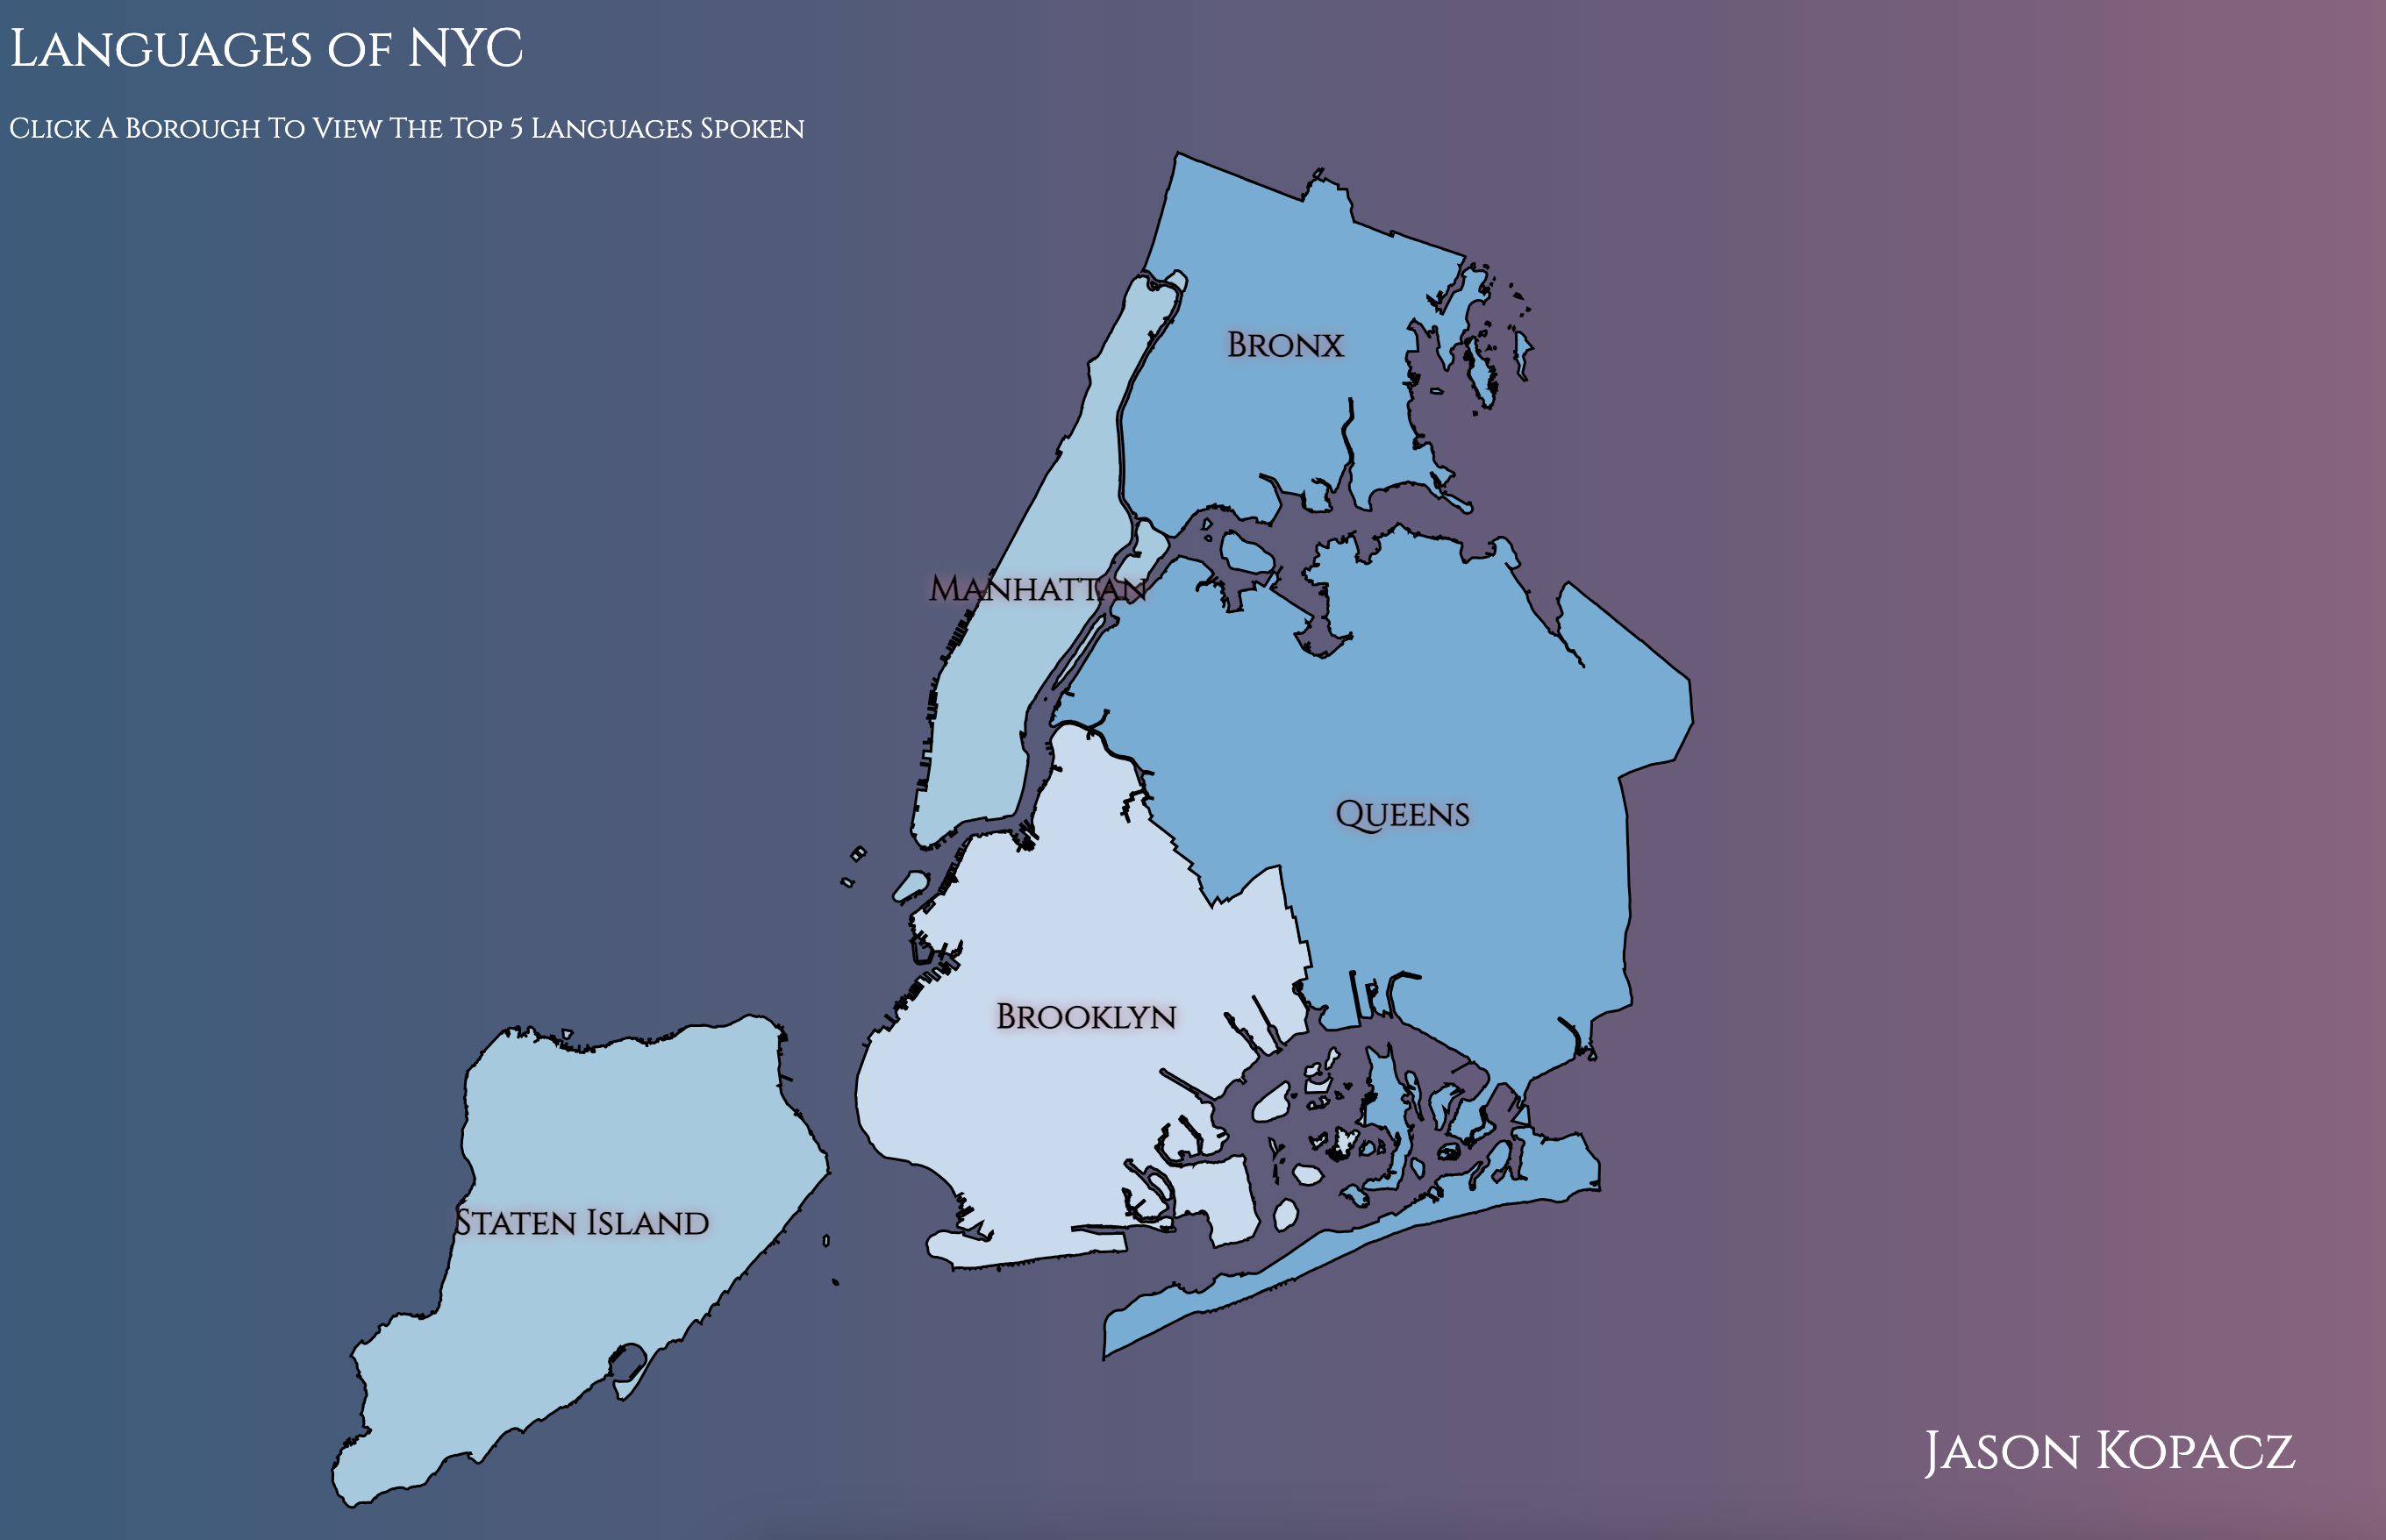 Languages of NYC
Click A Borough To View The Top 5 Languages Spoken
Bronx
Manhattan
Queens
Brooklyn
Staten Island
Jason Kopacz